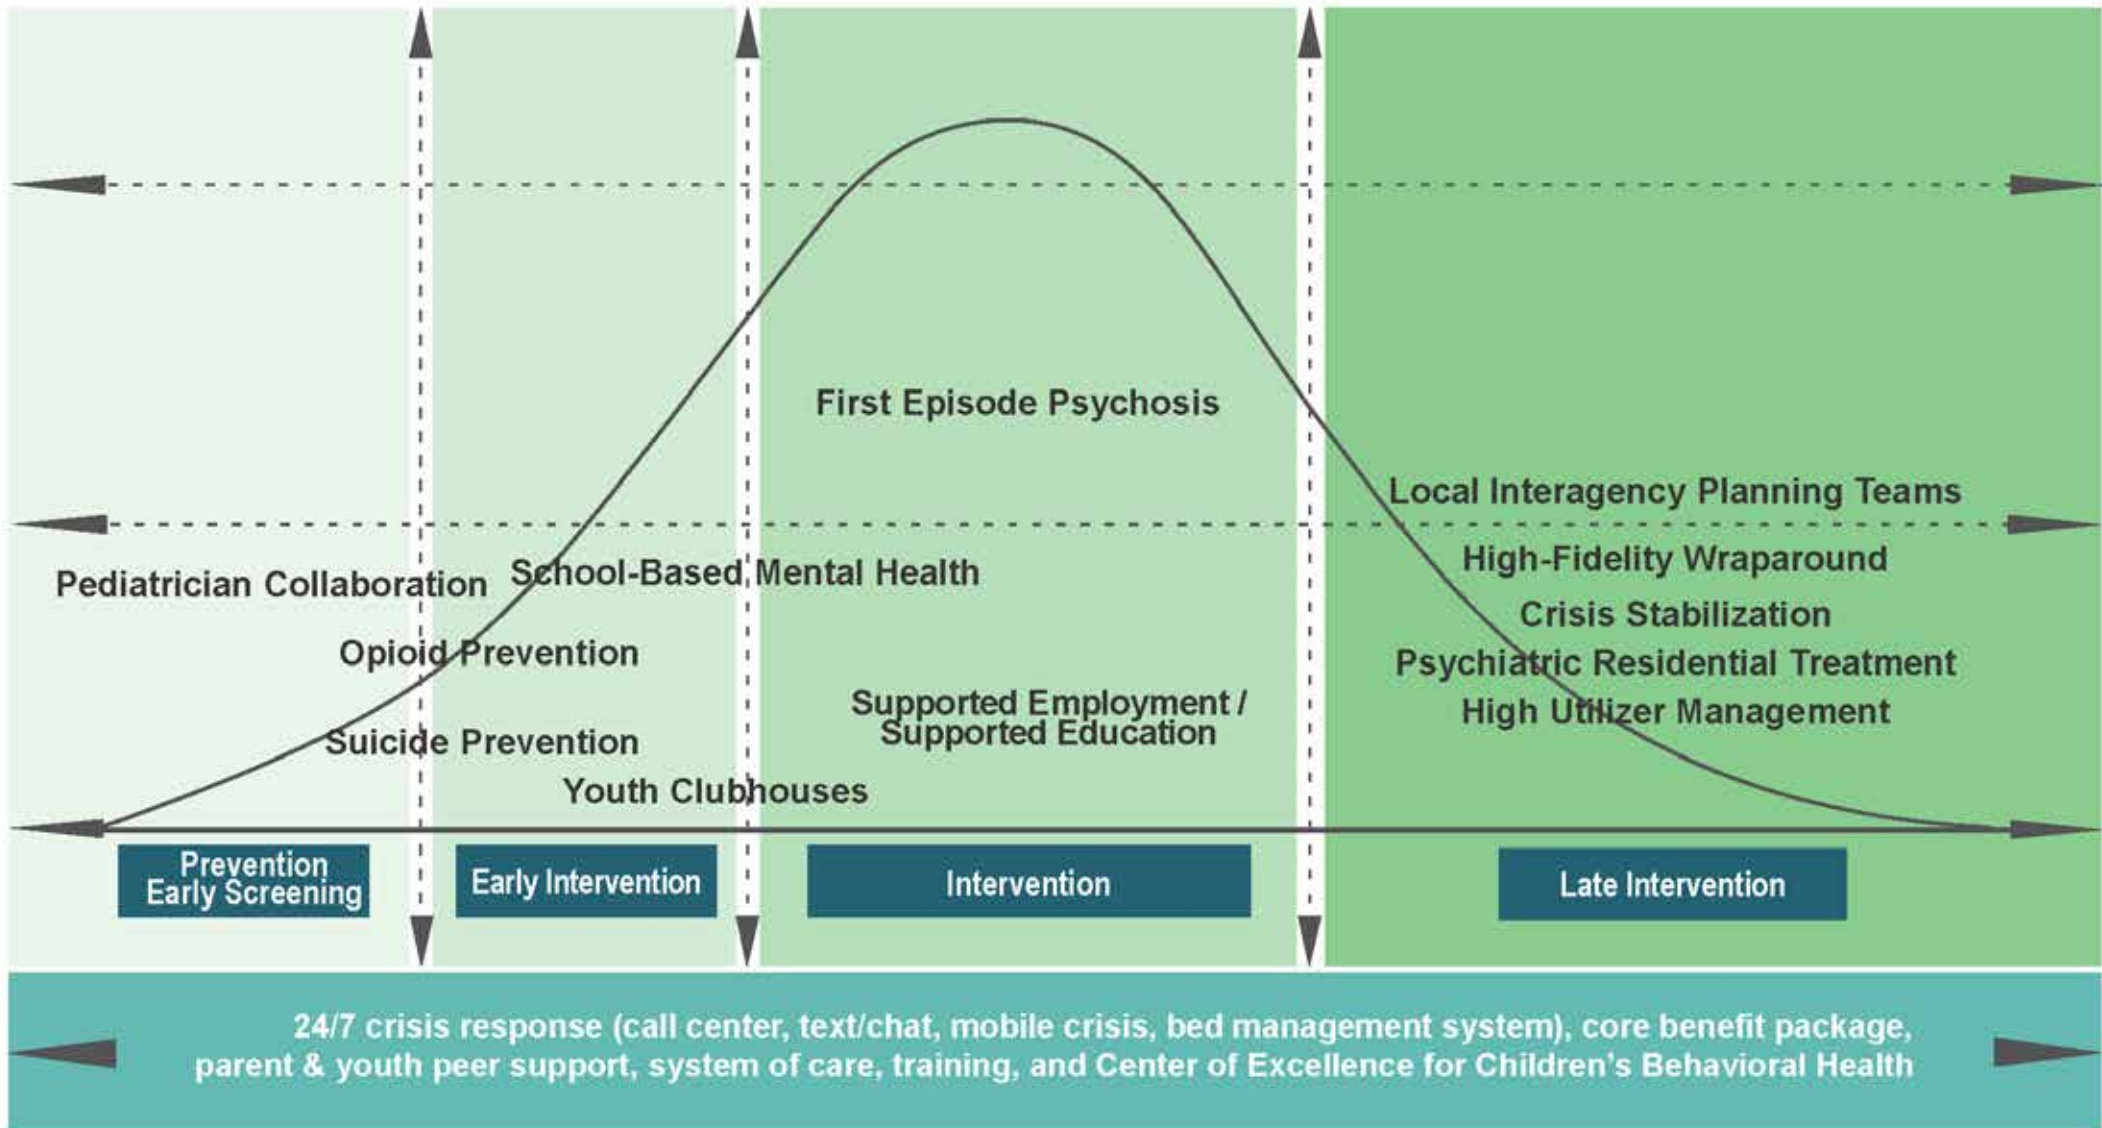 First Episode Psychosis
Local Interagency Planning Teams
High-Fidelity Wraparound
Pediatrician Collaboration
School-Based Mental Health
Crisis Stabilization
Opioid Prevention
Psychiatric Residential Treatment
Supported Employment /
Supported Education
High Utilizer Management
Suicide Prevention
Youth Clubhouses
Prevention
Early Screening
Early Intervention
Intervention
Late Intervention
24/7 crisis response (call center, text/chat, mobile crisis, bed management system), core benefit package,
parent & youth peer support, system of care, training, and Center of Excellence for Children's Behavioral Health